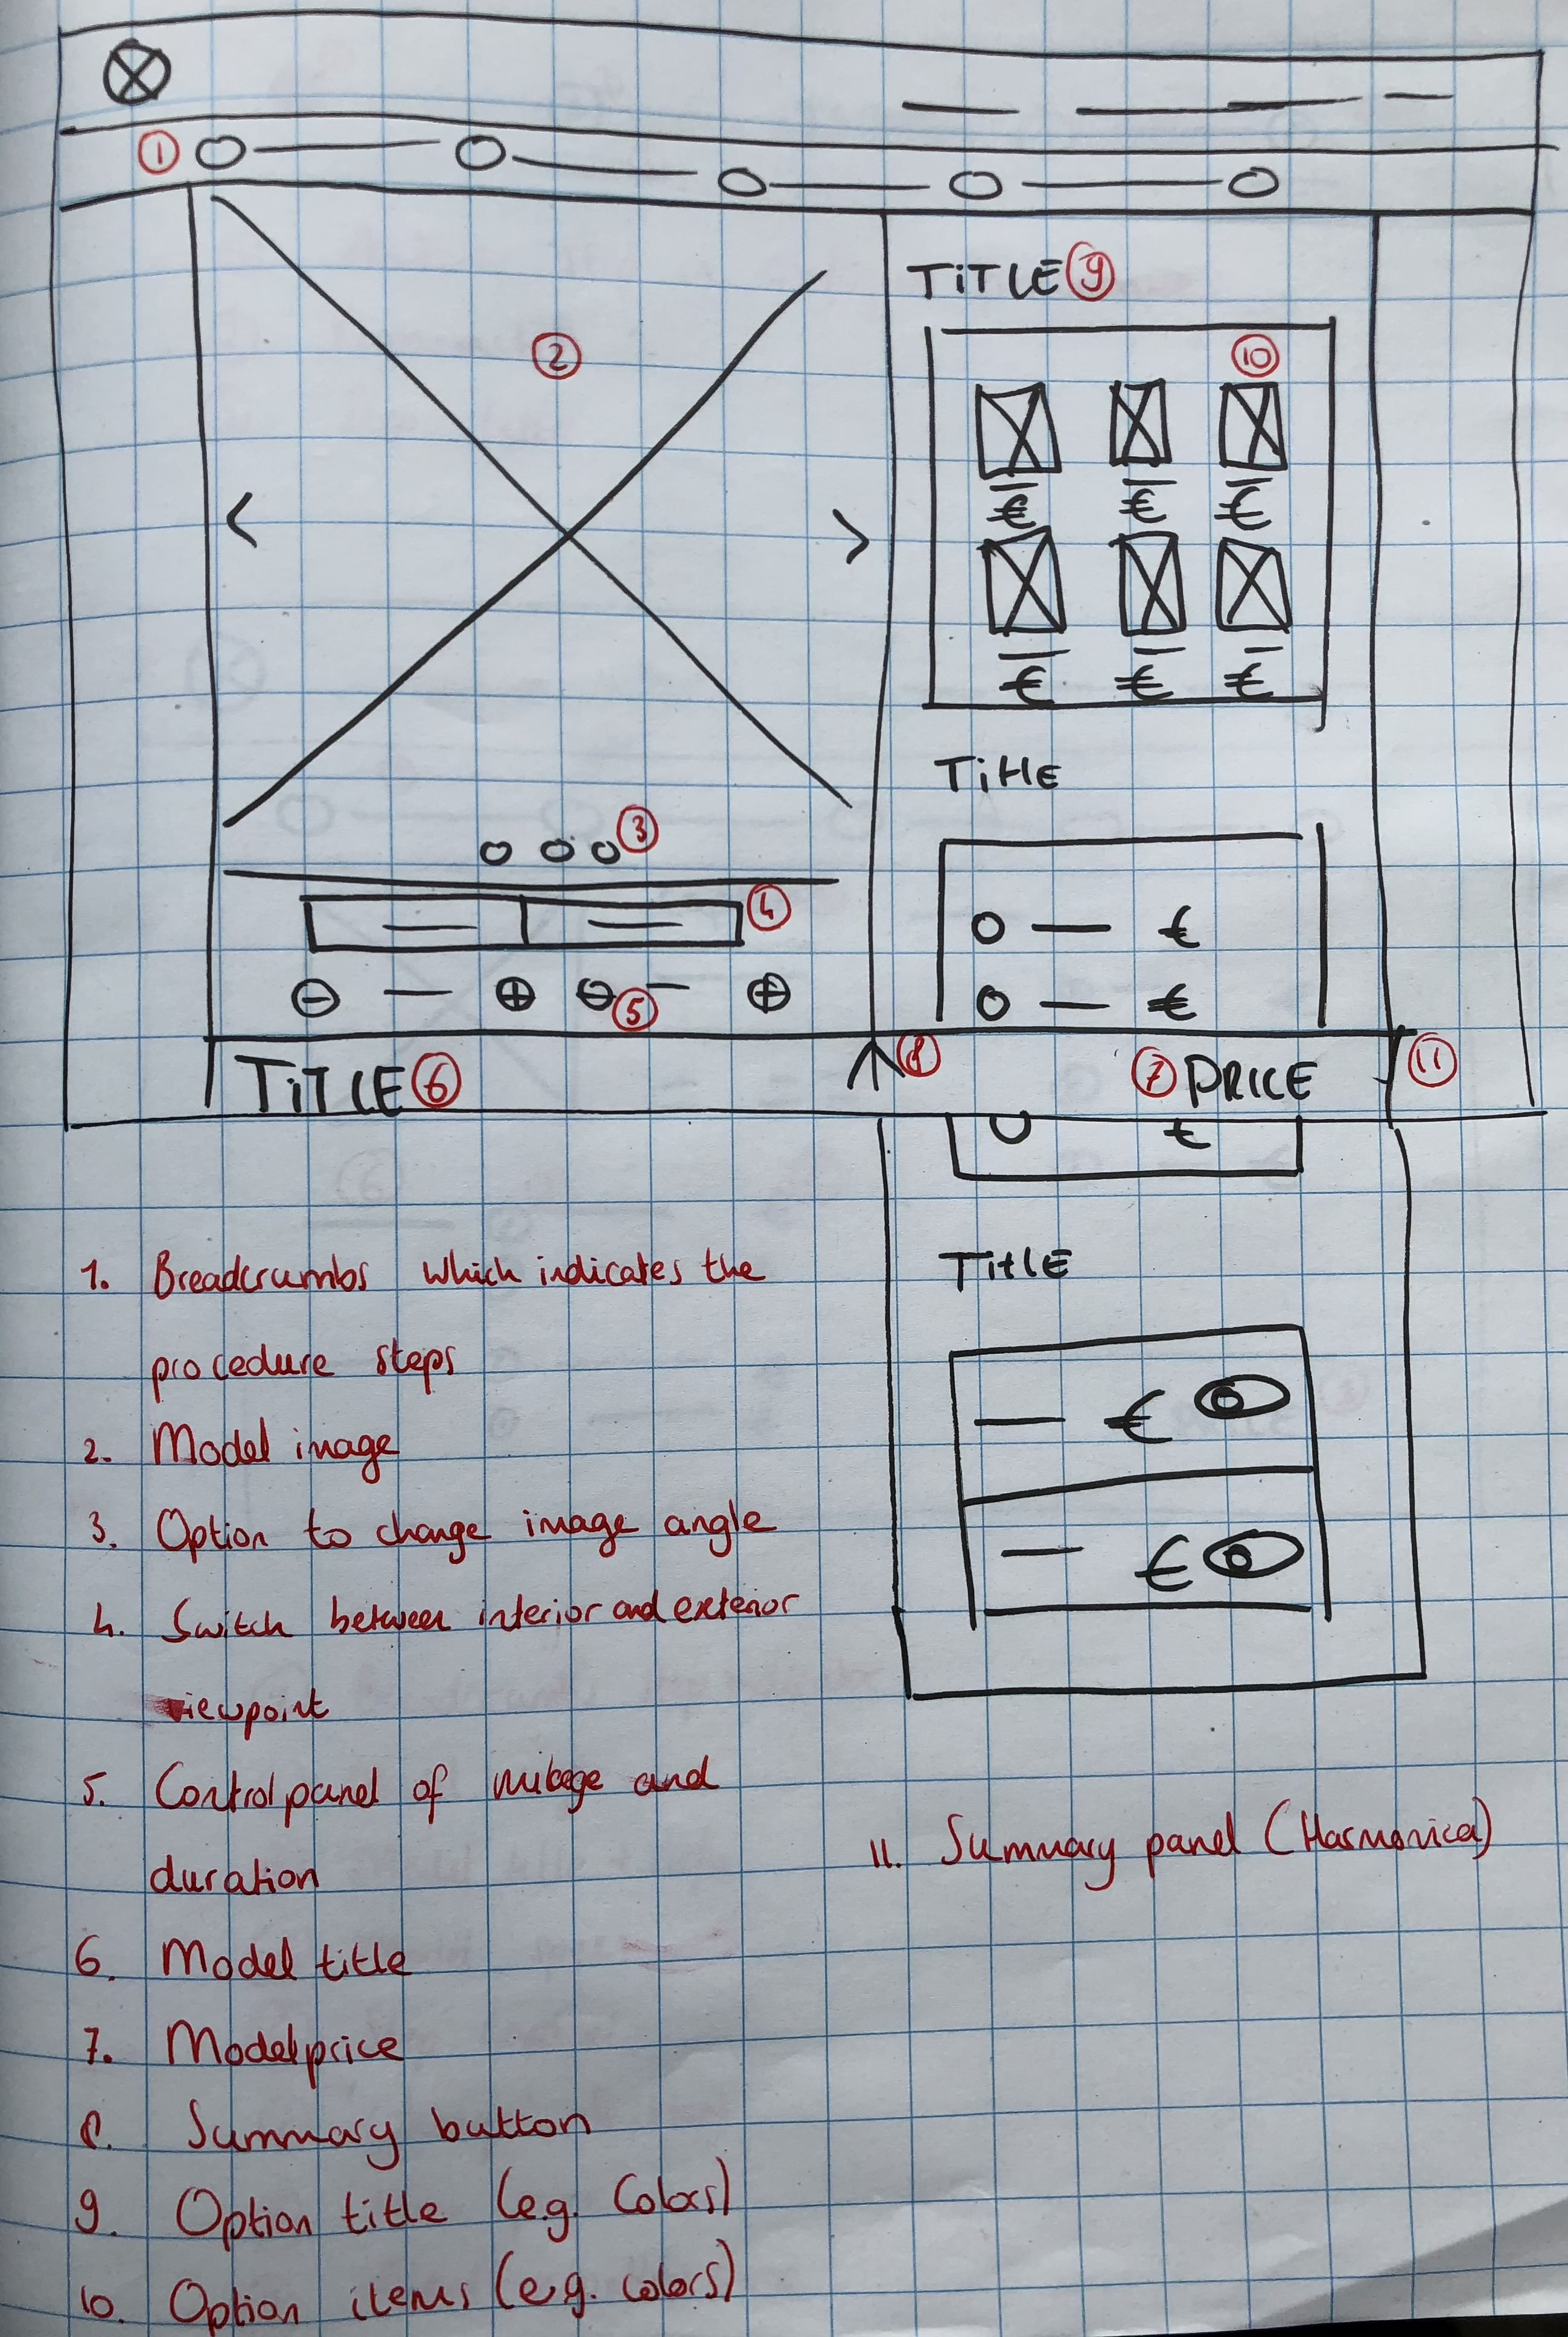 1
TiTLE 9
2
10
€ € €
€ € €
TiTLE
3
4
€
5
€
TiTLE 6
8
7 PRICE
11
€
TiTLE
€
€
1. Breadcrumbs which indicates the
procedure steps
2. Model image
3. Option to change image angle
4. Switch between interior and exterior
viewpoint
5. Control panel of mileage and
duration
11. Summary panel (Harmonica)
6. Model title
7. Model price
8. Summary button
9. Option title (e.g. Colors)
10. Option items (e.g. colors)